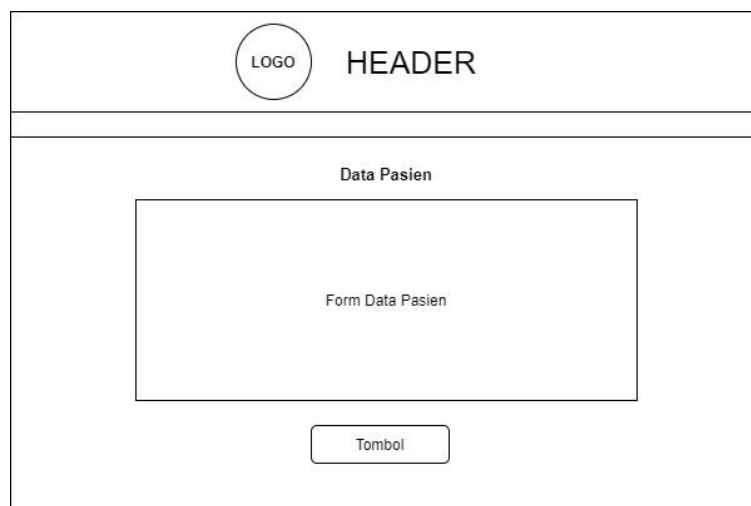 LOGO
HEADER
Data Pasien
Form Data Pasien
Tombol